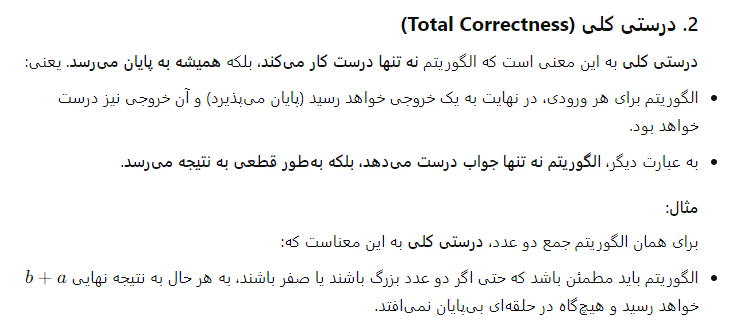 2. درستی کلی (Total Correctness)
درستی کلی به این معنی است که الگوریتم نه تنها درست کار می‌کند، بلکه همیشه به پایان می‌رسد. یعنی:
• الگوریتم برای هر ورودی، در نهایت به یک خروجی خواهد رسید (پایان می‌پذیرد) و آن خروجی نیز درست
خواهد بود.
• به عبارت دیگر، الگوریتم نه تنها جواب درست می‌دهد، بلکه به‌طور قطعی به نتیجه می‌رسد.
مثال:
برای همان الگوریتم جمع دو عدد، درستی کلی به این معناست که:
• الگوریتم باید مطمئن باشد که حتی اگر دو عدد بزرگ باشند یا صفر باشند، به هر حال به نتیجه نهایی b + a
خواهد رسید و هیچ‌گاه در حلقه‌ای بی‌پایان نمی‌افتد.